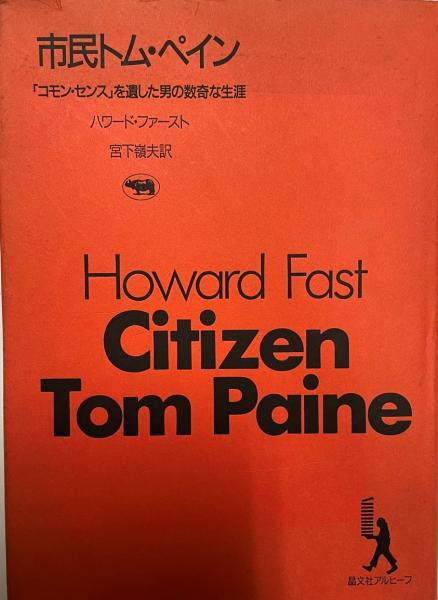 市民トム・ペイン
「コモン・センス」を遺した男の数奇な生涯
ハワード・ファースト
宮下嶺夫訳
Howard Fast
Citizen
Tom Paine
晶文社アルヒーフ